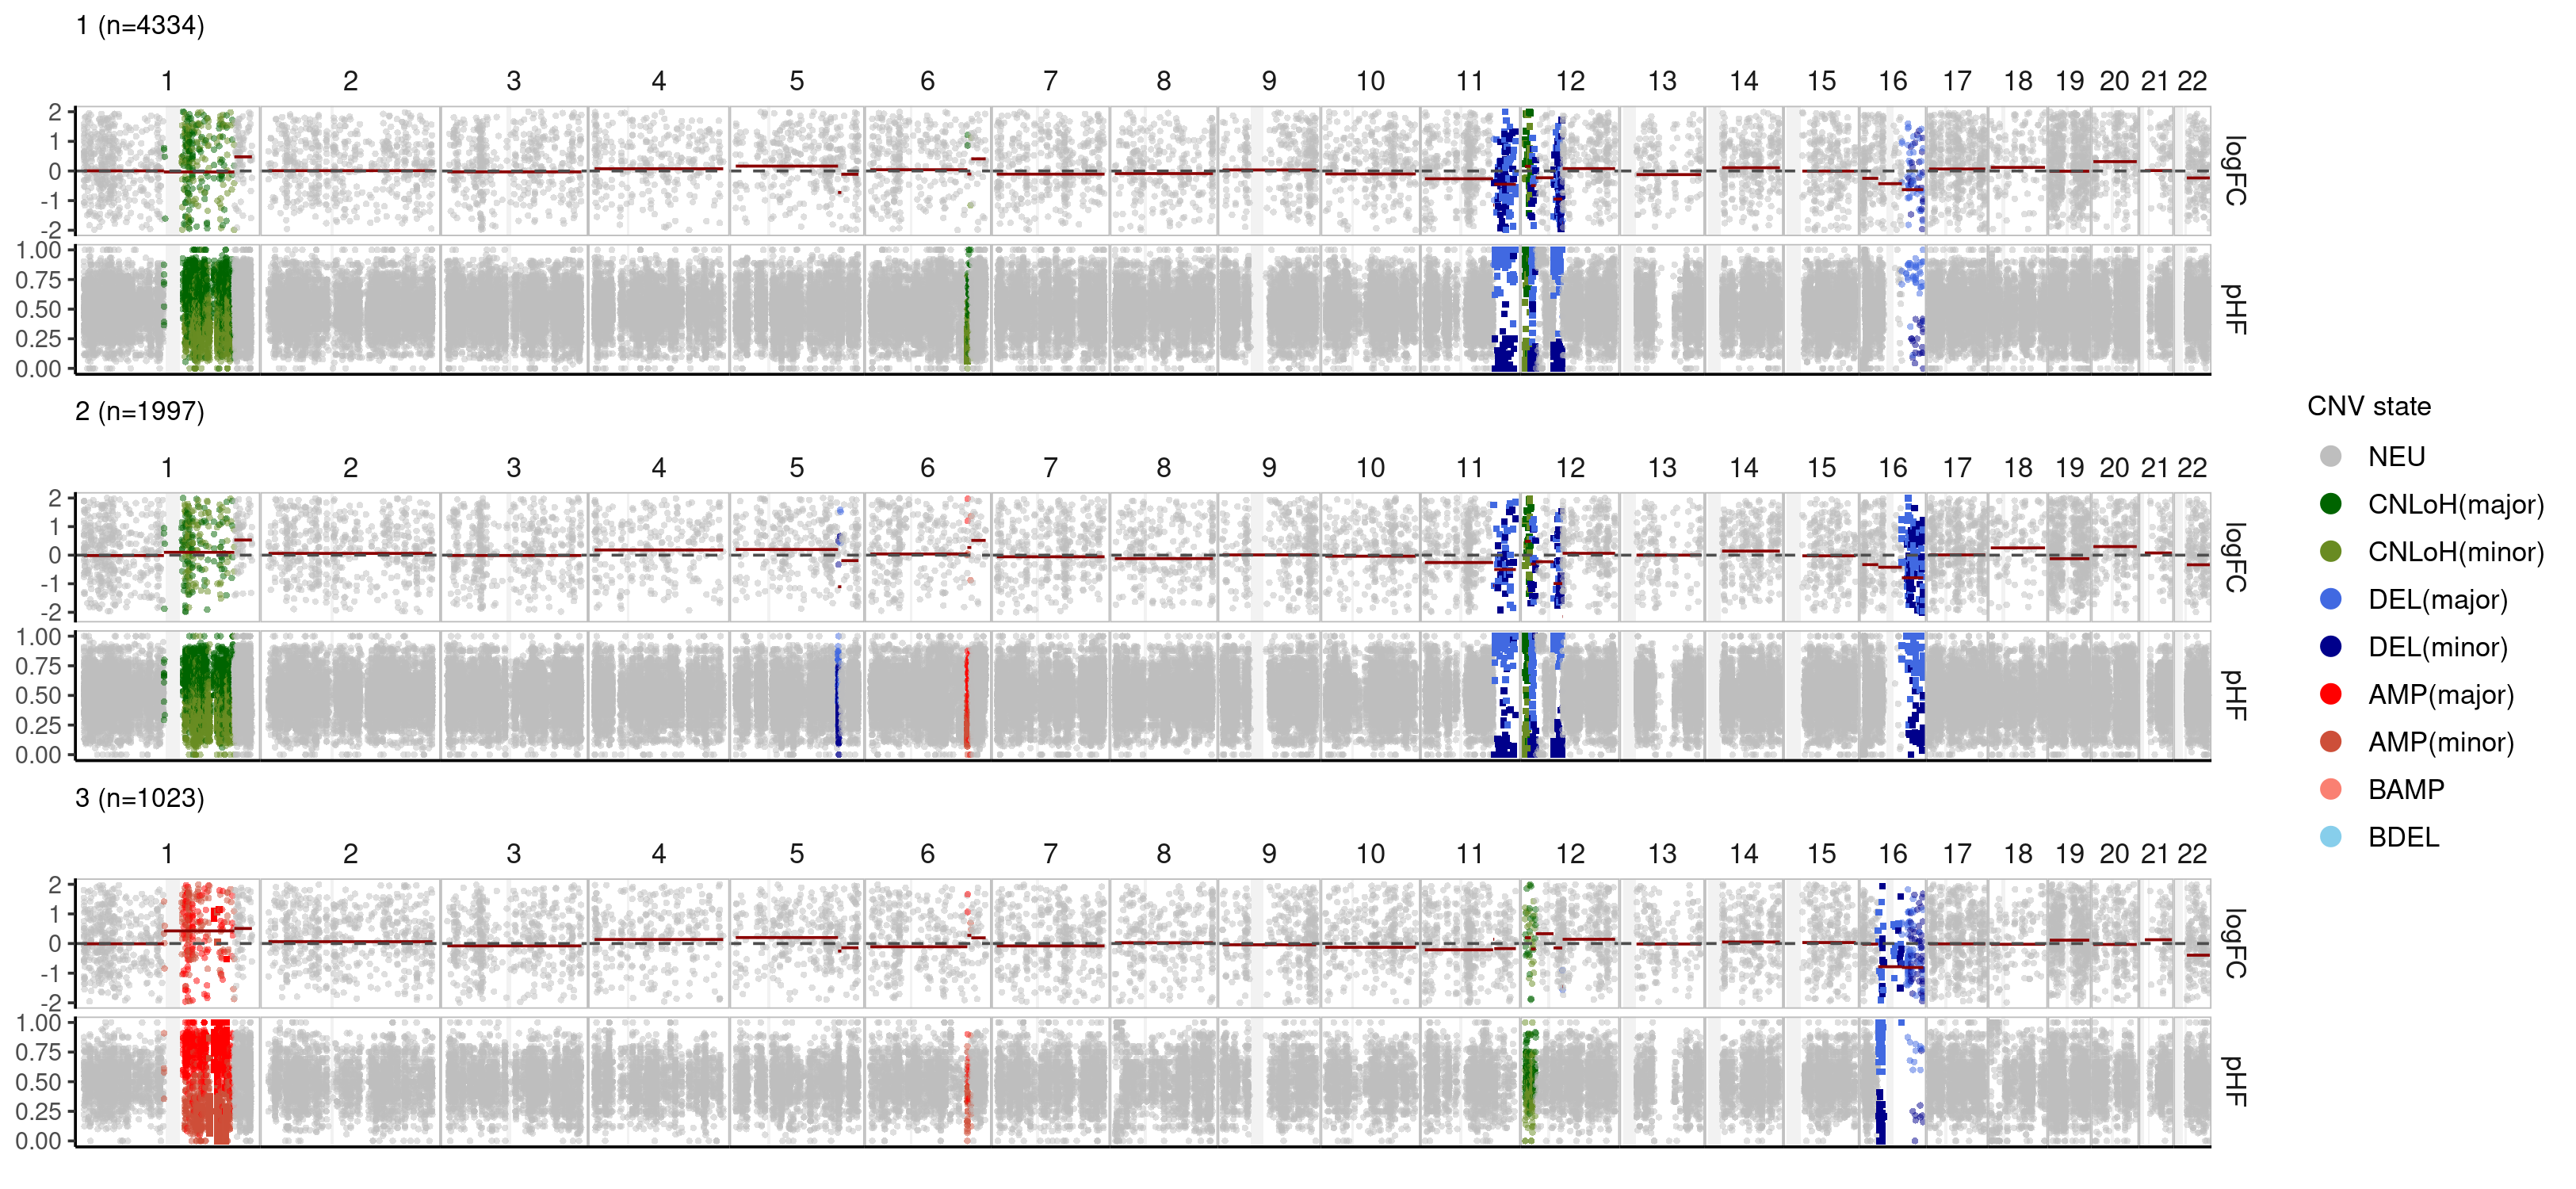 1 (n=4334)
1 2 3 4 5 6 7 8 9 10 11 12 13 14 15 16 17 18 19 20 21 22
2
1
0
-1
-2
logFC
1.00
0.75
0.50
0.25
0.00
pHF
2 (n=1997)
1 2 3 4 5 6 7 8 9 10 11 12 13 14 15 16 17 18 19 20 21 22
2
1
0
-1
-2
logFC
1.00
0.75
0.50
0.25
0.00
pHF
3 (n=1023)
1 2 3 4 5 6 7 8 9 10 11 12 13 14 15 16 17 18 19 20 21 22
2
1
0
-1
-2
logFC
1.00
0.75
0.50
0.25
0.00
pHF
CNV state
NEU
CNLoH(major)
CNLoH(minor)
DEL(major)
DEL(minor)
AMP(major)
AMP(minor)
BAMP
BDEL